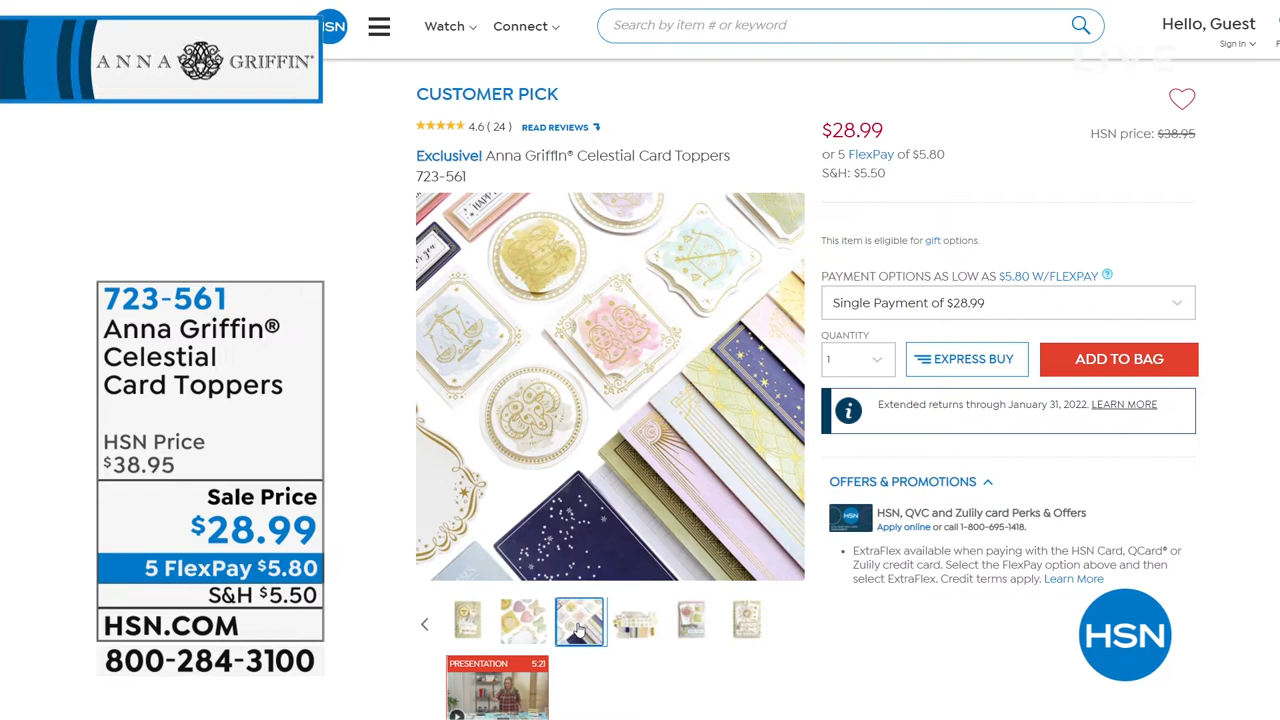 ANNA GRIFFIN®
HSN
Watch
Connect
Search by item # or keyword
Hello, Guest
Sign In
LIVE
CUSTOMER PICK
4.6 ( 24 ) READ REVIEWS
Exclusive! Anna Griffin® Celestial Card Toppers
723-561
$28.99
HSN price: $38.95
or 5 FlexPay of $5.80
S&H: $5.50
This item is eligible for gift options.
PAYMENT OPTIONS AS LOW AS $5.80 W/FLEXPAY ?
Single Payment of $28.99
QUANTITY
1
EXPRESS BUY
ADD TO BAG
i
Extended returns through January 31, 2022. LEARN MORE
OFFERS & PROMOTIONS
HSN
HSN, QVC and Zulily card Perks & Offers
Apply online or call 1-800-695-1418.
• ExtraFlex available when paying with the HSN Card, QCard® or
Zulily credit card. Select the FlexPay option above and then
select ExtraFlex. Credit terms apply. Learn More
HSN
723-561
Anna Griffin®
Celestial
Card Toppers
HSN Price
$38.95
Sale Price
$28.99
5 FlexPay $5.80
S&H $5.50
HSN.COM
800-284-3100
PRESENTATION 5:21